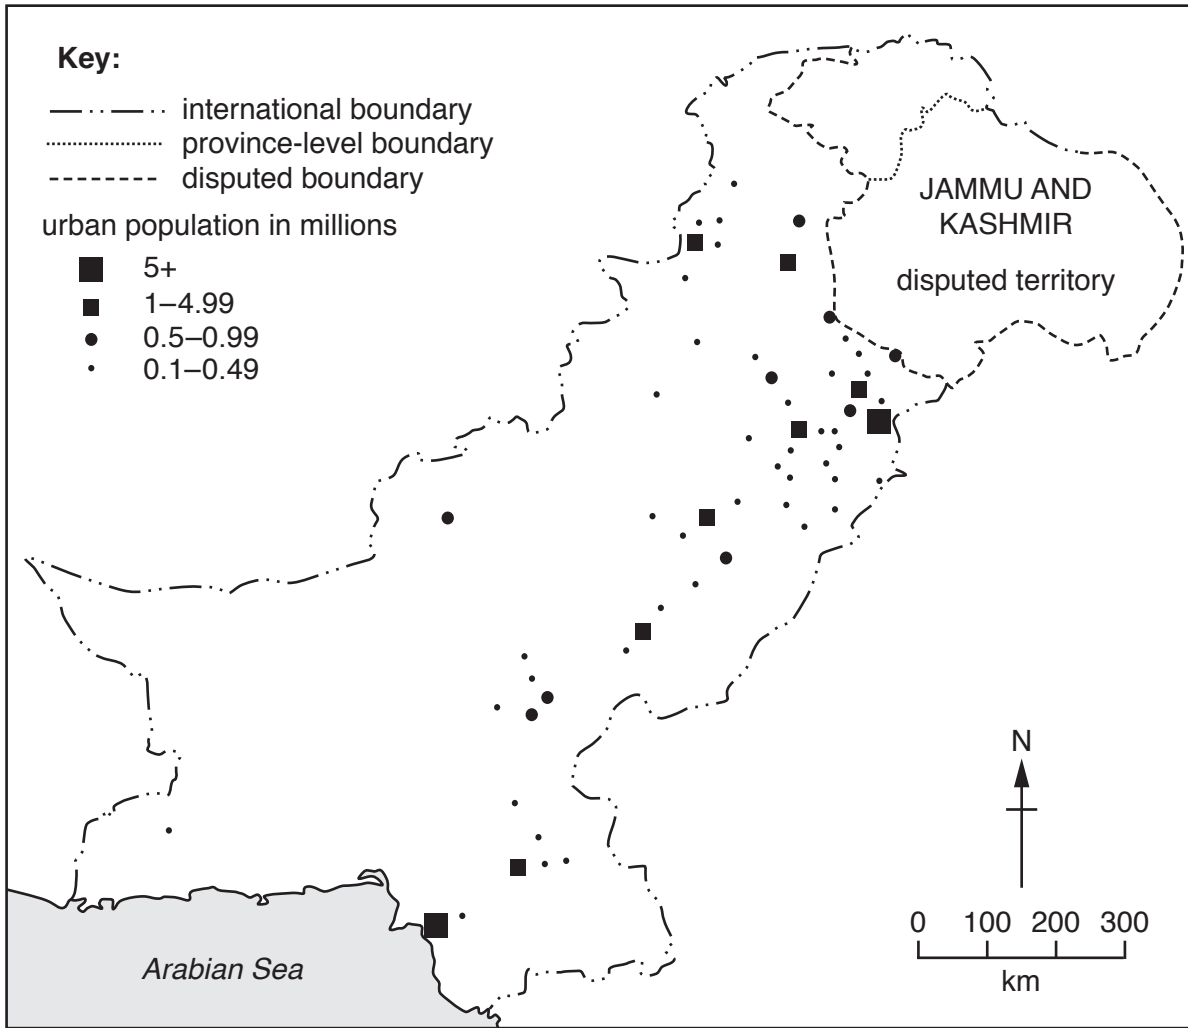 Key:
international boundary
province-level boundary
disputed boundary
urban population in millions
5+
1–4.99
0.5–0.99
0.1–0.49
JAMMU AND
KASHMIR
disputed territory
N
0 100 200 300
km
Arabian Sea